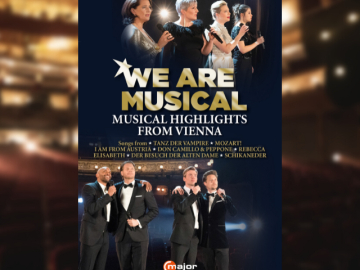 WE ARE
MUSICAL
MUSICAL HIGHLIGHTS
FROM VIENNA
Songs from • TANZ DER VAMPIRE • MOZART!
I AM FROM AUSTRIA • DON CAMILLO & PEPPONE • REBECCA
ELISABETH • DER BESUCH DER ALTEN DAME • SCHIKANEDER
C major